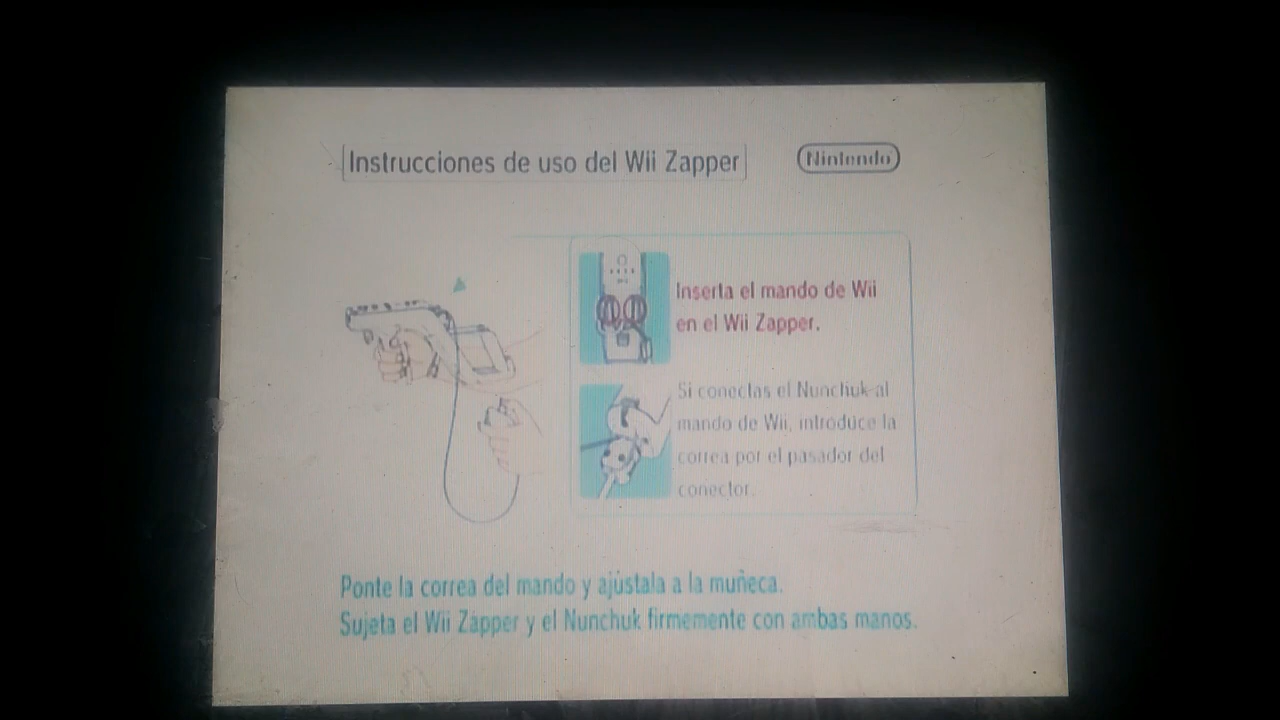 Instrucciones de uso del Wii Zapper
Nintendo
Inserta el mando de Wii
en el Wii Zapper.
Si conectas el Nunchuk al
mando de Wii, introduce la
correa por el pasador del
conector.
Ponte la correa del mando y ajústala a la muñeca.
Sujeta el Wii Zapper y el Nunchuk firmemente con ambas manos.